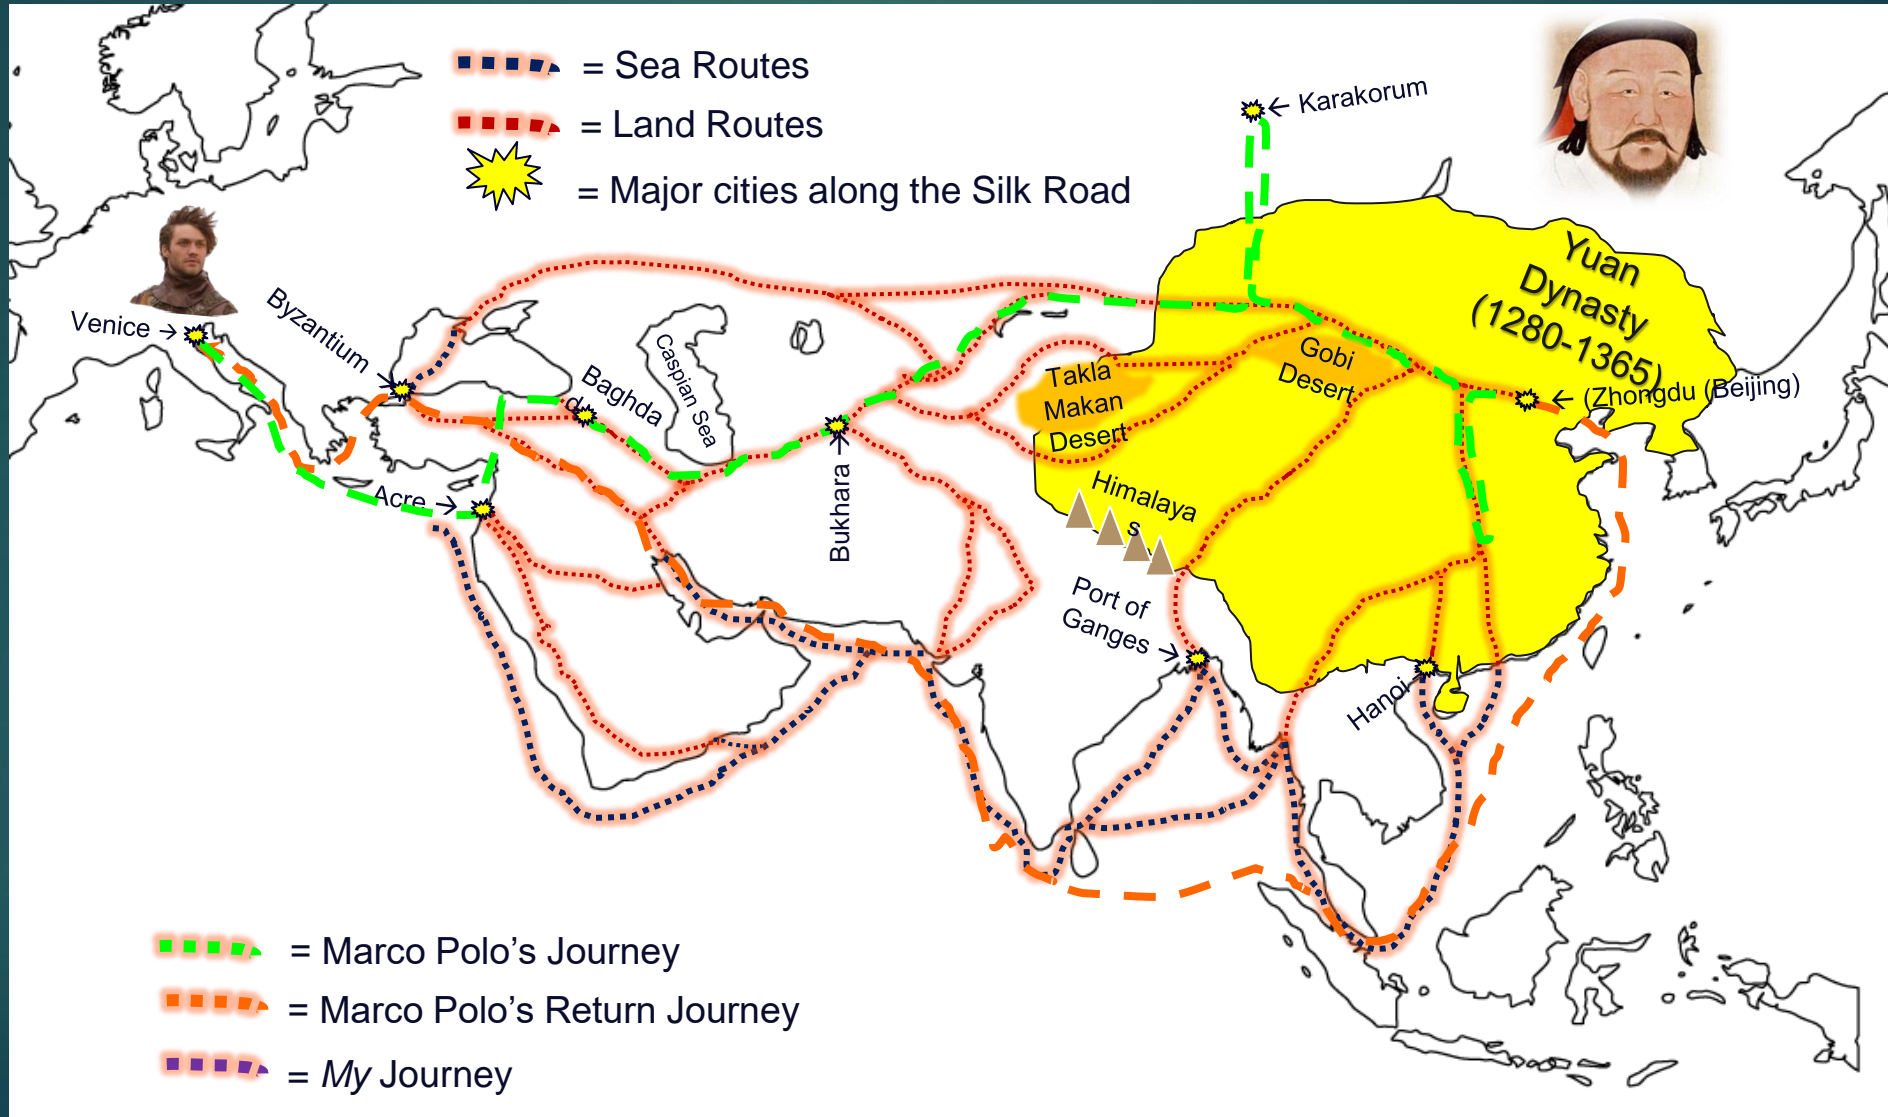 = Sea Routes
= Land Routes
= Major cities along the Silk Road
← Karakorum
Yuan
Dynasty
(1280-1365)
Venice →
Byzantium
→
Baghda
d
→
Caspian Sea
Takla
Makan
Desert
Gobi
Desert
← (Zhongdu (Beijing)
Acre →
Bukhara →
Himalaya
s
Port of
Ganges →
Hanoi
→
= Marco Polo’s Journey
= Marco Polo’s Return Journey
= My Journey